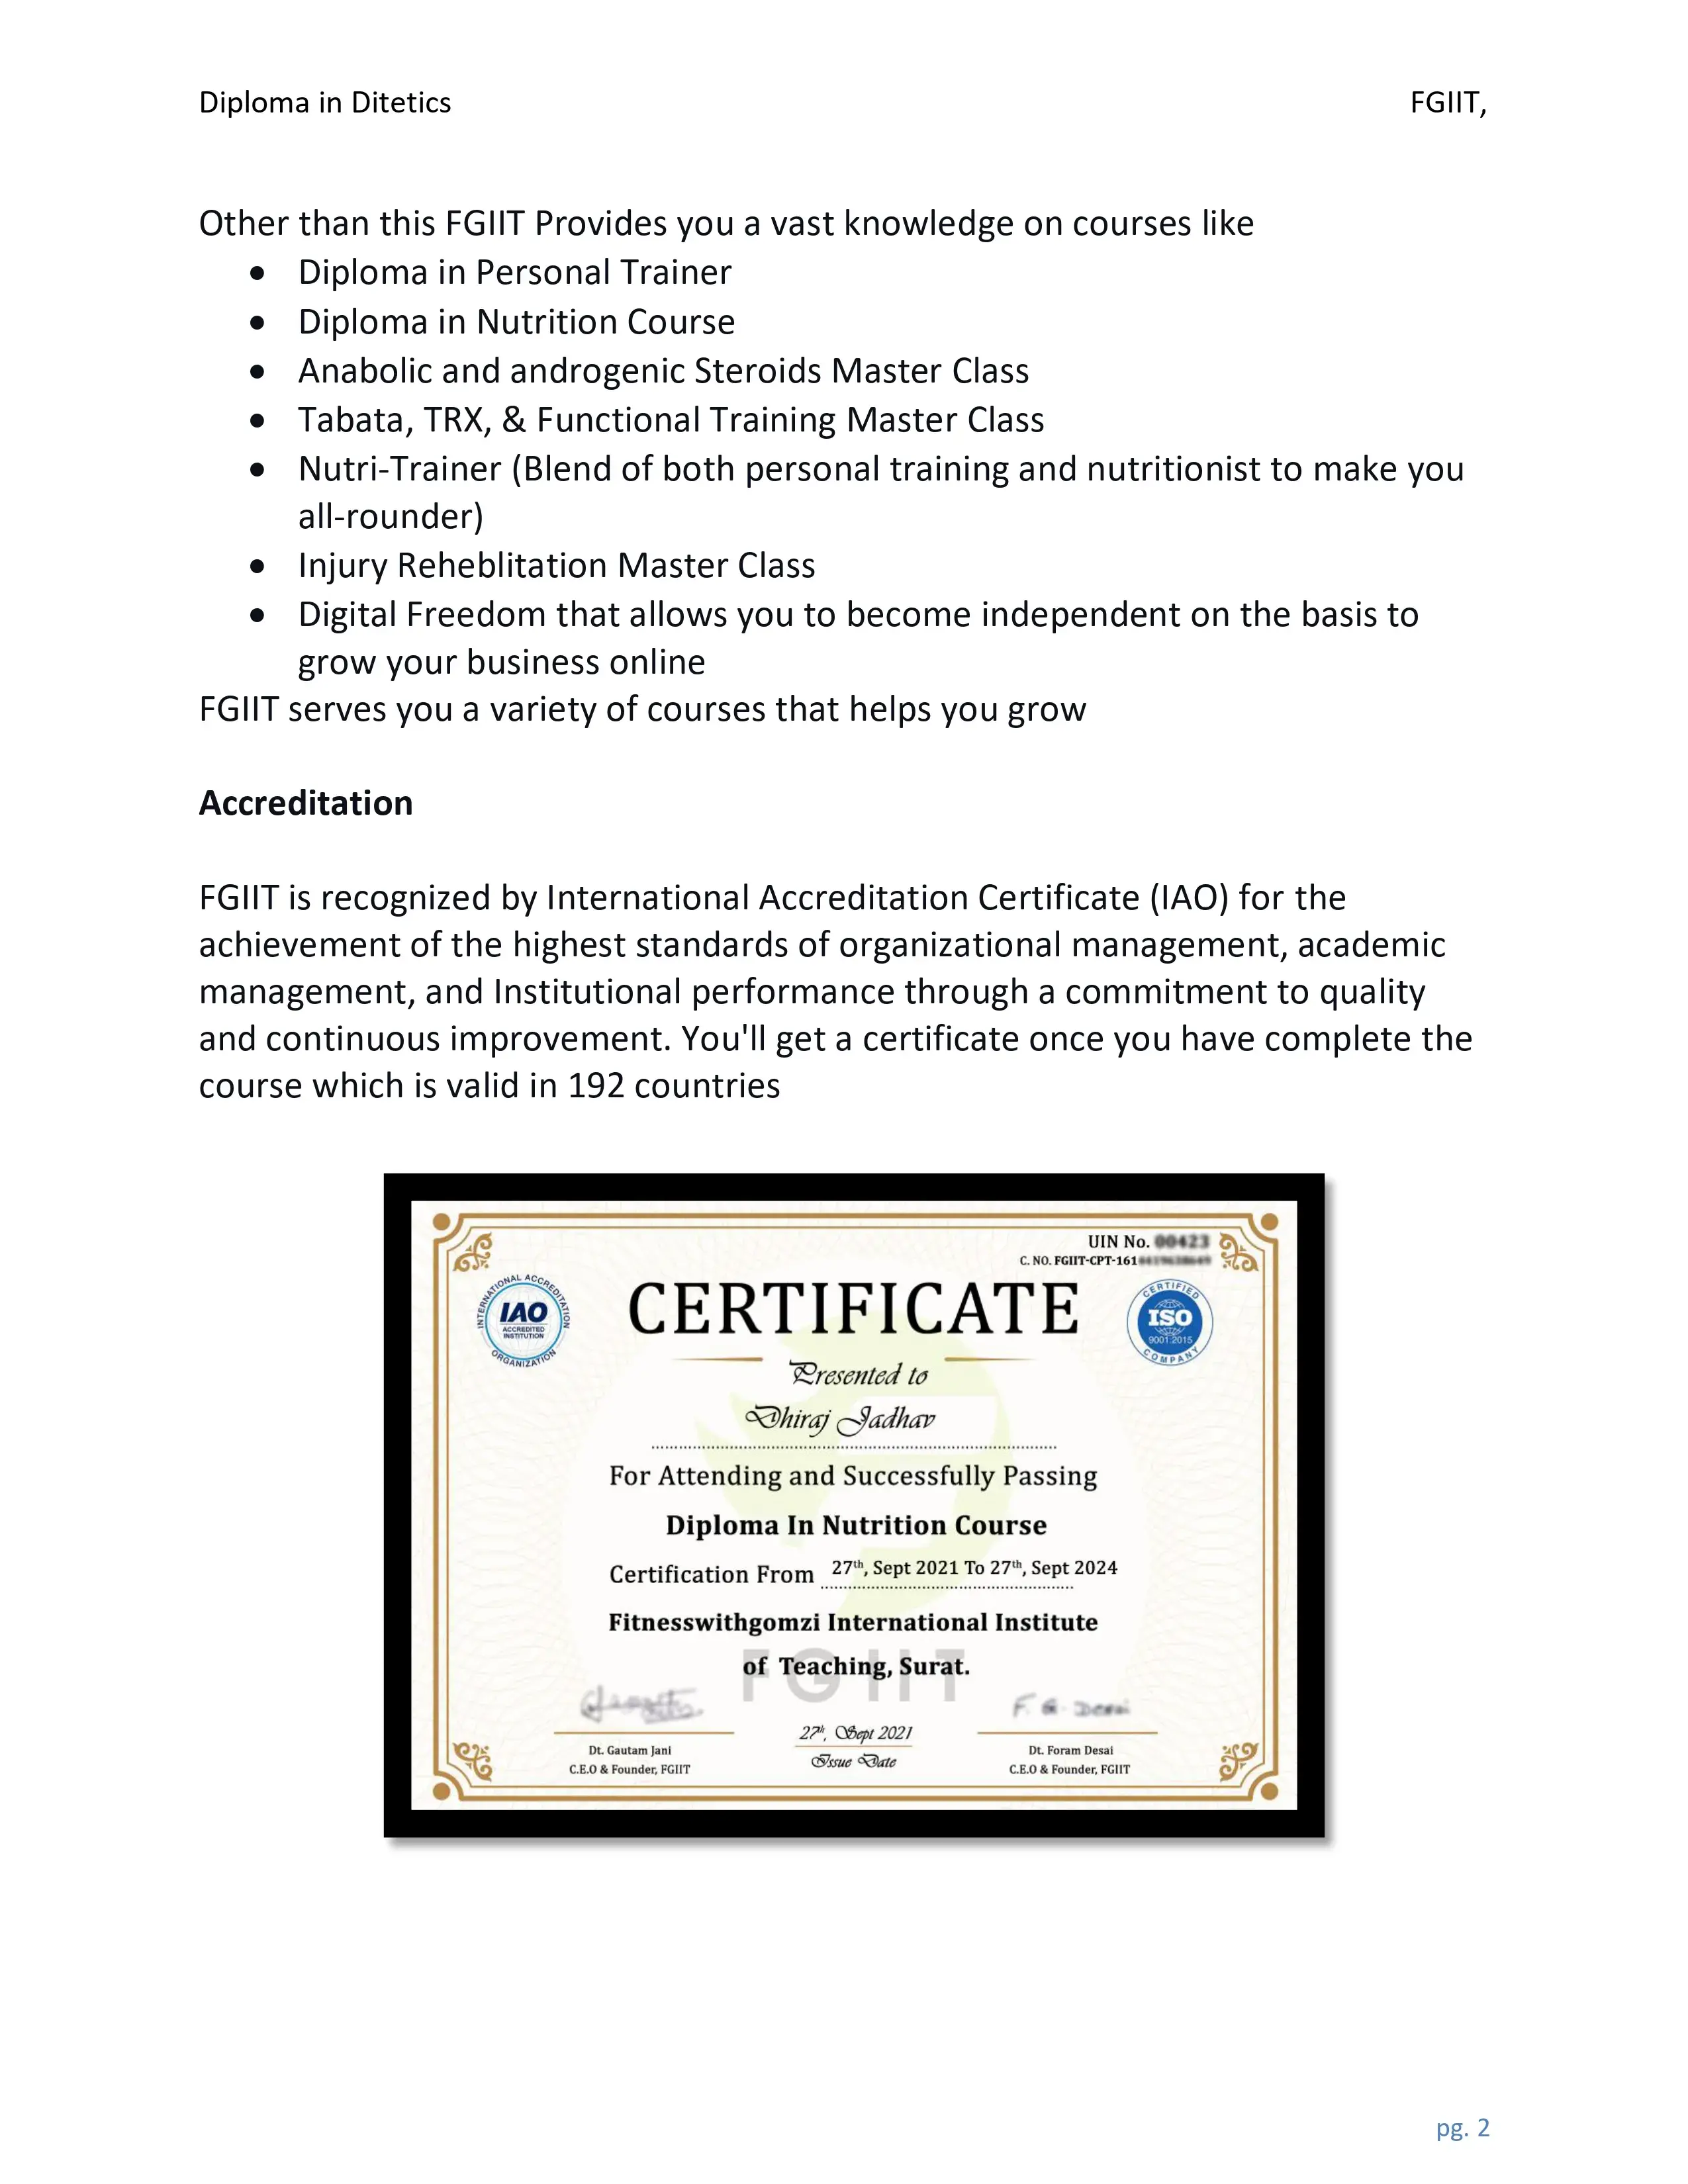 Diploma in Ditetics
FGIIT,
Other than this FGIIT Provides you a vast knowledge on courses like
• Diploma in Personal Trainer
• Diploma in Nutrition Course
• Anabolic and androgenic Steroids Master Class
• Tabata, TRX, & Functional Training Master Class
• Nutri-Trainer (Blend of both personal training and nutritionist to make you
all-rounder)
• Injury Reheblitation Master Class
• Digital Freedom that allows you to become independent on the basis to
grow your business online
FGIIT serves you a variety of courses that helps you grow
Accreditation
FGIIT is recognized by International Accreditation Certificate (IAO) for the
achievement of the highest standards of organizational management, academic
management, and Institutional performance through a commitment to quality
and continuous improvement. You'll get a certificate once you have complete the
course which is valid in 192 countries
UIN No.
C. NO. FGIIT-CPT-161
INTERNATIONAL ACCREDITATION
IAO
ACCREDITED
INSTITUTION
ORGANIZATION
CERTIFICATE
CERTIFIED
ISO
9001:2015
COMPANY
Presented to
Dhiraj Jadhav
For Attending and Successfully Passing
Diploma In Nutrition Course
Certification From 27th, Sept 2021 To 27th, Sept 2024
Fitnesswithgomzi International Institute
of Teaching, Surat.
FGIIT
27th, Sept 2021
Issue Date
Dt. Gautam Jani
C.E.O & Founder, FGIIT
Dt. Foram Desai
C.E.O & Founder, FGIIT
pg. 2